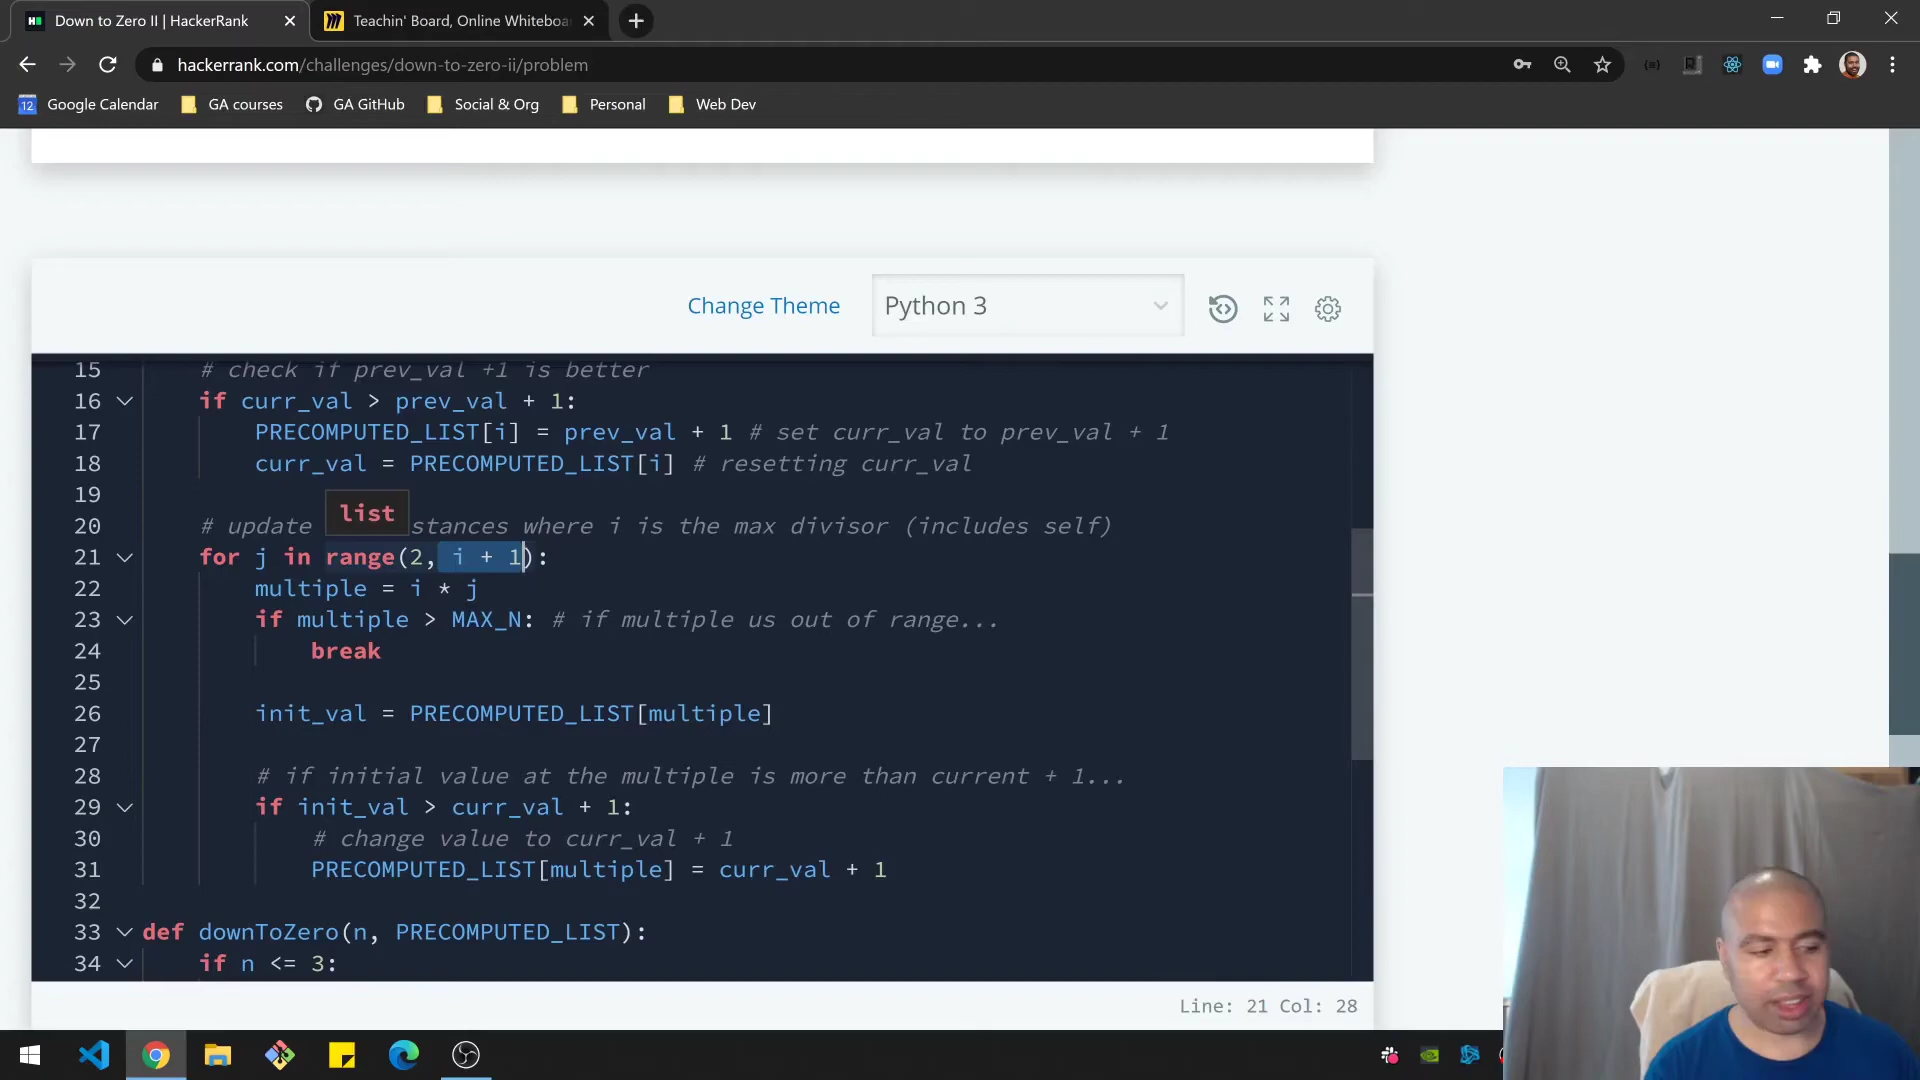 Down to Zero II | HackerRank
Teachin' Board, Online Whiteboa
hackerrank.com/challenges/down-to-zero-ii/problem
12 Google Calendar
GA courses
GA GitHub
Social & Org
Personal
Web Dev
Change Theme
Python 3
15 # check if prev_val +1 is better
16 if curr_val > prev_val + 1:
17 PRECOMPUTED_LIST[i] = prev_val + 1 # set curr_val to prev_val + 1
18 curr_val = PRECOMPUTED_LIST[i] # resetting curr_val
19
list
20 # update stances where i is the max divisor (includes self)
21 for j in range(2, i + 1):
22 multiple = i * j
23 if multiple > MAX_N: # if multiple us out of range...
24 break
25
26 init_val = PRECOMPUTED_LIST[multiple]
27
28 # if initial value at the multiple is more than current + 1...
29 if init_val > curr_val + 1:
30 # change value to curr_val + 1
31 PRECOMPUTED_LIST[multiple] = curr_val + 1
32
33 def downToZero(n, PRECOMPUTED_LIST):
34 if n <= 3:
Line: 21 Col: 28